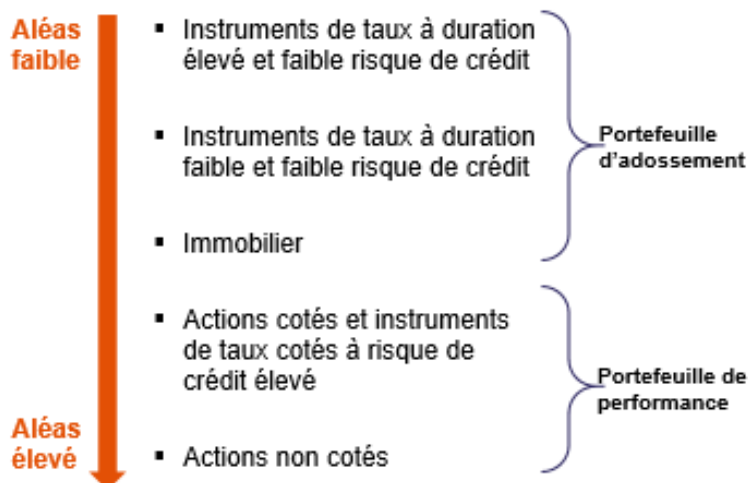 Aléas
faible
▪ Instruments de taux à duration
élevé et faible risque de crédit
▪ Instruments de taux à duration
faible et faible risque de crédit
Portefeuille
d'adossement
▪ Immobilier
▪ Actions cotés et instruments
de taux cotés à risque de
crédit élevé
Portefeuille de
performance
Aléas
élevé
▪ Actions non cotés